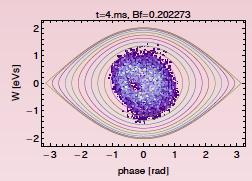 t=4.ms, Bf=0.202273
W [eVs]
2
1
0
−1
−2
−3 −2 −1 0 1 2 3
phase [rad]